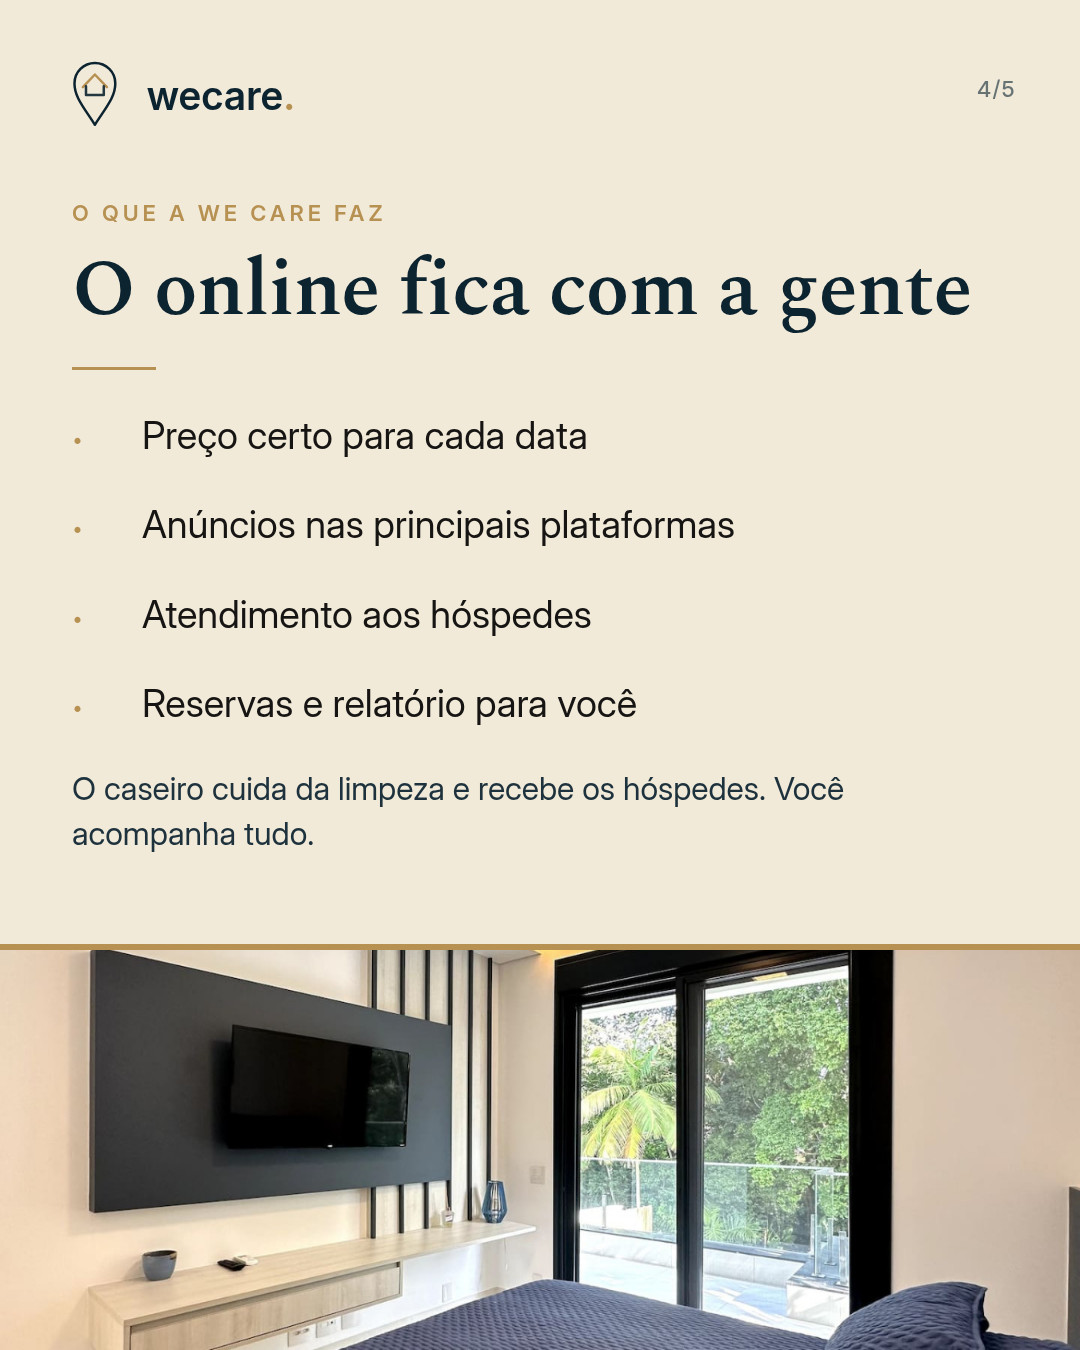 wecare.
4/5
O QUE A WE CARE FAZ
O online fica com a gente
• Preço certo para cada data
• Anúncios nas principais plataformas
• Atendimento aos hóspedes
• Reservas e relatório para você
O caseiro cuida da limpeza e recebe os hóspedes. Você
acompanha tudo.